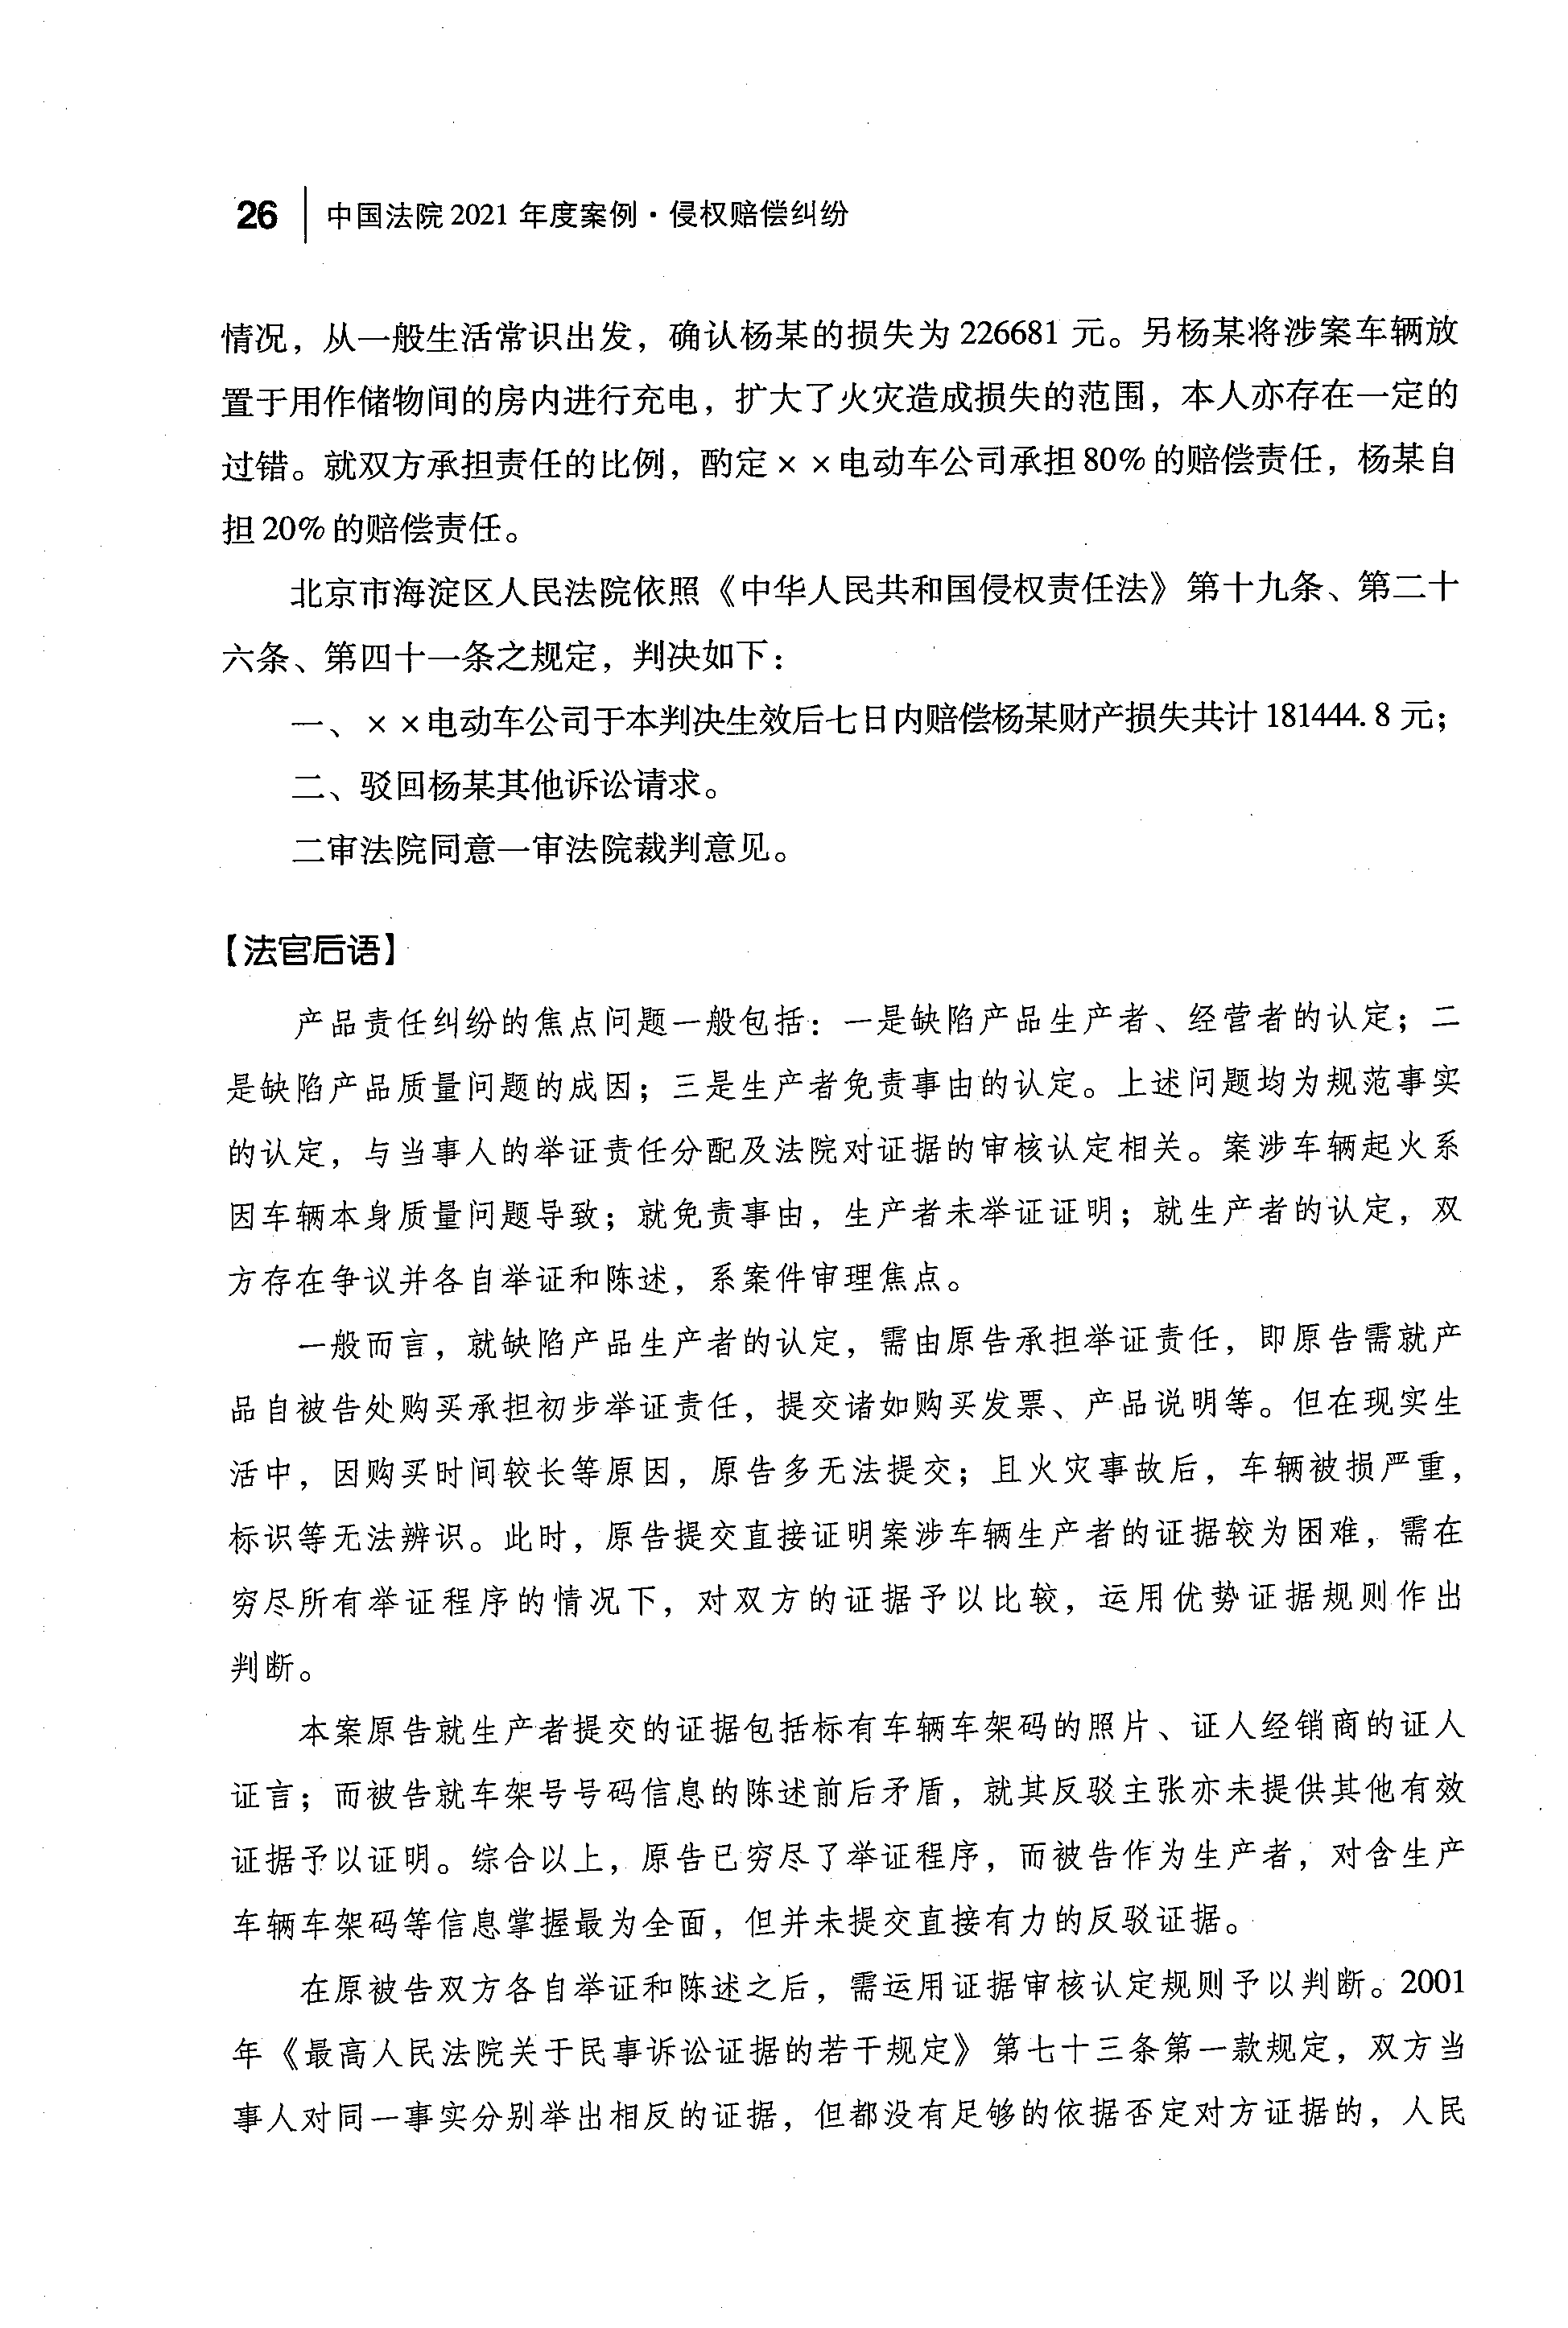 26 中国法院2021年度案例·侵权赔偿纠纷
情况，从一般生活常识出发，确认杨某的损失为226681元。另杨某将涉案车辆放
置于用作储物间的房内进行充电，扩大了火灾造成损失的范围，本人亦存在一定的
过错。就双方承担责任的比例，酌定××电动车公司承担80%的赔偿责任，杨某自
担20%的赔偿责任。
北京市海淀区人民法院依照《中华人民共和国侵权责任法》第十九条、第二十
六条、第四十一条之规定，判决如下：
一、××电动车公司于本判决生效后七日内赔偿杨某财产损失共计181444.8元；
二、驳回杨某其他诉讼请求。
二审法院同意一审法院裁判意见。
【法官后语】
产品责任纠纷的焦点问题一般包括：一是缺陷产品生产者、经营者的认定；二
是缺陷产品质量问题的成因；三是生产者免责事由的认定。上述问题均为规范事实
的认定，与当事人的举证责任分配及法院对证据的审核认定相关。案涉车辆起火系
因车辆本身质量问题导致；就免责事由，生产者未举证证明；就生产者的认定，双
方存在争议并各自举证和陈述，系案件审理焦点。
一般而言，就缺陷产品生产者的认定，需由原告承担举证责任，即原告需就产
品自被告处购买承担初步举证责任，提交诸如购买发票、产品说明等。但在现实生
活中，因购买时间较长等原因，原告多无法提交；且火灾事故后，车辆被损严重，
标识等无法辨识。此时，原告提交直接证明案涉车辆生产者的证据较为困难，需在
穷尽所有举证程序的情况下，对双方的证据予以比较，运用优势证据规则作出
判断。
本案原告就生产者提交的证据包括标有车辆车架码的照片、证人经销商的证人
证言；而被告就车架号号码信息的陈述前后矛盾，就其反驳主张亦未提供其他有效
证据予以证明。综合以上，原告已穷尽了举证程序，而被告作为生产者，对含生产
车辆车架码等信息掌握最为全面，但并未提交直接有力的反驳证据。
在原被告双方各自举证和陈述之后，需运用证据审核认定规则予以判断。2001
年《最高人民法院关于民事诉讼证据的若干规定》第七十三条第一款规定，双方当
事人对同一事实分别举出相反的证据，但都没有足够的依据否定对方证据的，人民